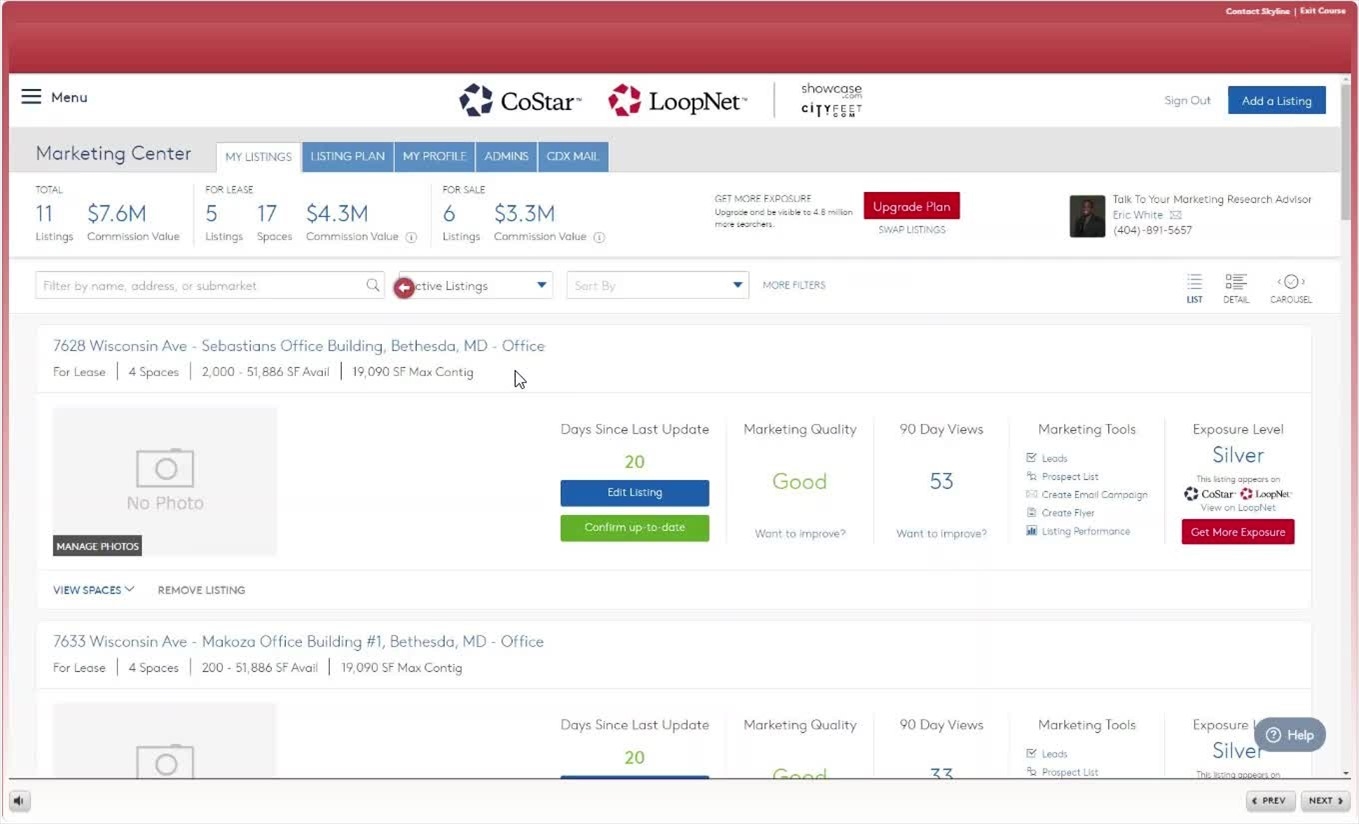 Contact Skyline | Exit Course
Menu
CoStar™
LoopNet™
showcase
.com
CITYFEET
COM
Sign Out
Add a Listing
Marketing Center
MY LISTINGS
LISTING PLAN
MY PROFILE
ADMINS
CDX MAIL
TOTAL
11 $7.6M
Listings Commission Value
FOR LEASE
5 17 $4.3M
Listings Spaces Commission Value
FOR SALE
6 $3.3M
Listings Commission Value
GET MORE EXPOSURE
Upgrade and be visible to 4.8 million
more searchers.
Upgrade Plan
SWAP LISTINGS
Talk To Your Marketing Research Advisor
Eric White
(404)-891-5657
Filter by name, address, or submarket
ctive Listings
Sort By
MORE FILTERS
LIST
DETAIL
CAROUSEL
7628 Wisconsin Ave - Sebastians Office Building, Bethesda, MD - Office
For Lease | 4 Spaces | 2,000 - 51,886 SF Avail | 19,090 SF Max Contig
No Photo
MANAGE PHOTOS
Days Since Last Update
20
Edit Listing
Confirm up-to-date
Marketing Quality
Good
Want to improve?
90 Day Views
53
Want to improve?
Marketing Tools
Leads
Prospect List
Create Email Campaign
Create Flyer
Listing Performance
Exposure Level
Silver
This listing appears on
CoStar™ LoopNet™
View on LoopNet
Get More Exposure
VIEW SPACES
REMOVE LISTING
7633 Wisconsin Ave - Makoza Office Building #1, Bethesda, MD - Office
For Lease | 4 Spaces | 200 - 51,886 SF Avail | 19,090 SF Max Contig
Days Since Last Update
20
Marketing Quality
Good
90 Day Views
33
Marketing Tools
Leads
Prospect List
Exposure
Silver
This listing appears on
Help
PREV
NEXT